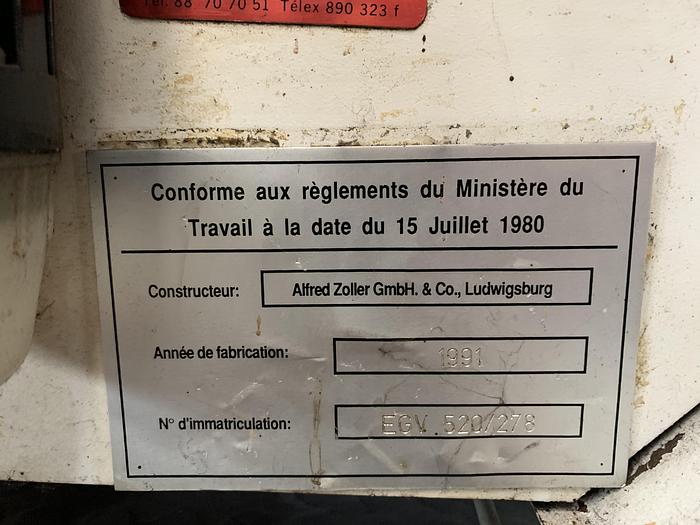 Tel. 88 70 70 51 Télex 890 323 f
Conforme aux règlements du Ministère du
Travail à la date du 15 Juillet 1980
Constructeur: Alfred Zoller GmbH. & Co., Ludwigsburg
Année de fabrication: 1991
N° d'immatriculation: EGV 520/278